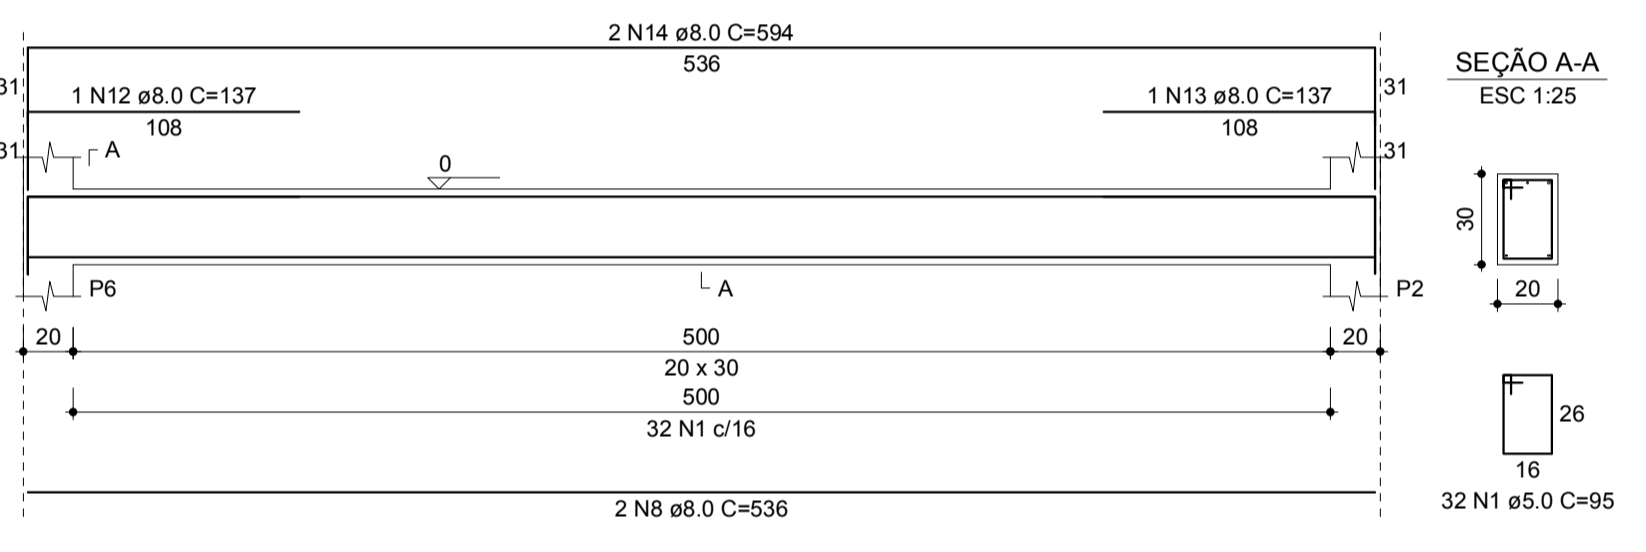 2 N14 ø8.0 C=594
536
SEÇÃO A-A
ESC 1:25
31
1 N12 ø8.0 C=137
108
1 N13 ø8.0 C=137
108
31
31
A
0
31
30
20
P6
A
P2
20
500
20
20 x 30
500
32 N1 c/16
26
16
32 N1 ø5.0 C=95
2 N8 ø8.0 C=536